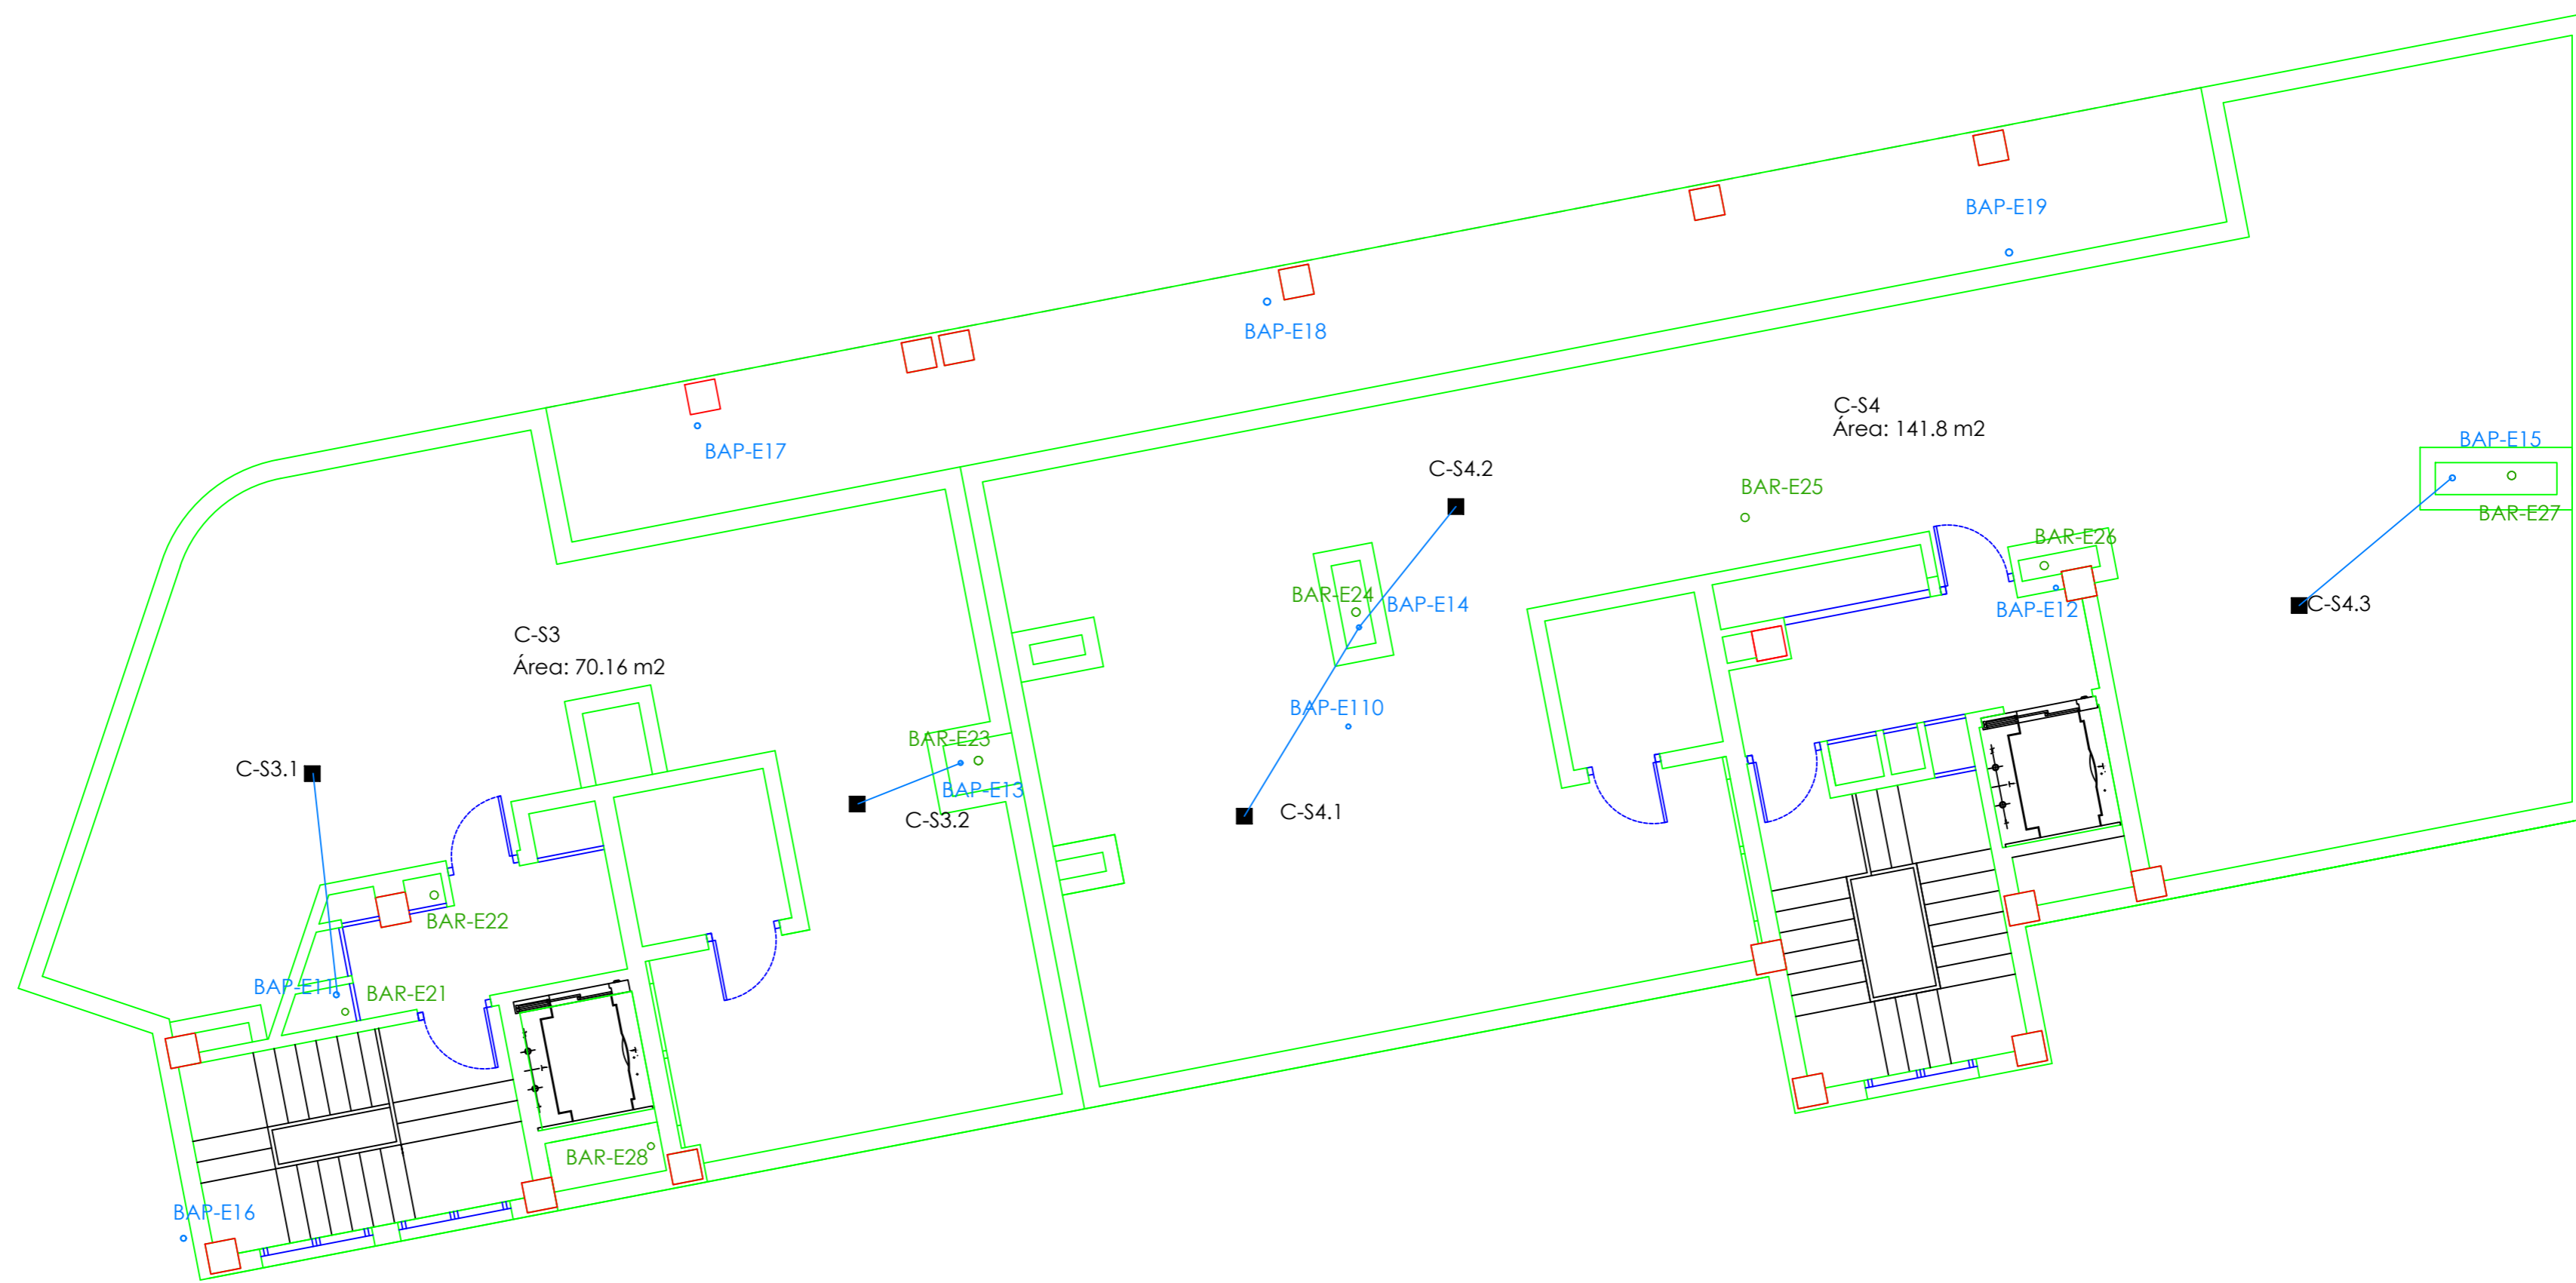 BAP-E19
BAP-E18
BAP-E17
C-S4
Área: 141.8 m2
BAP-E15
C-S4.2
BAR-E25
BAR-E27
BAR-E26
BAR-E24
BAP-E14
BAP-E12
C-S4.3
C-S3
Área: 70.16 m2
BAP-E110
BAR-E23
C-S3.1
BAP-E13
C-S4.1
C-S3.2
BAR-E22
BAP-E11
BAR-E21
BAR-E28
BAP-E16